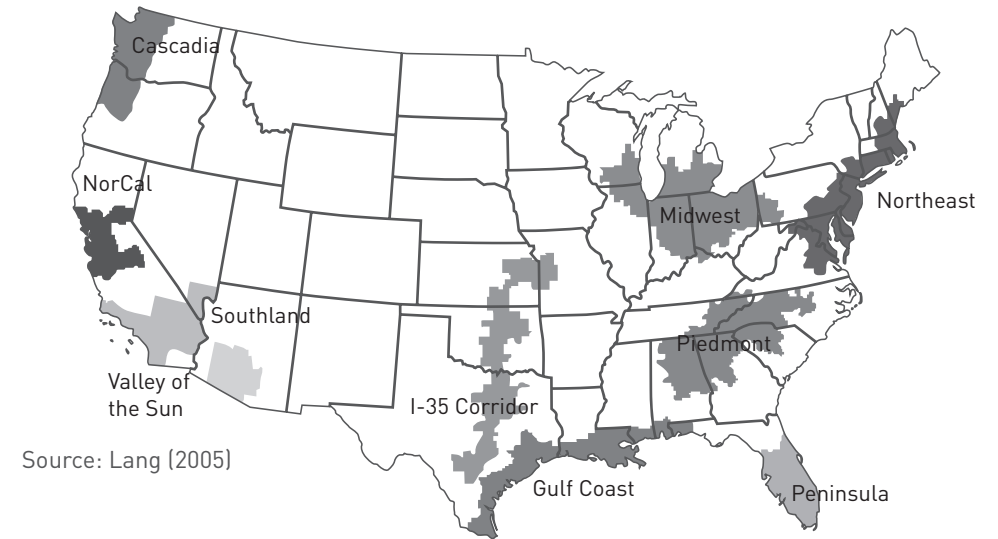 Cascadia
NorCal
Northeast
Midwest
Southland
Piedmont
Valley of
the Sun
I-35 Corridor
Source: Lang (2005)
Gulf Coast
Peninsula